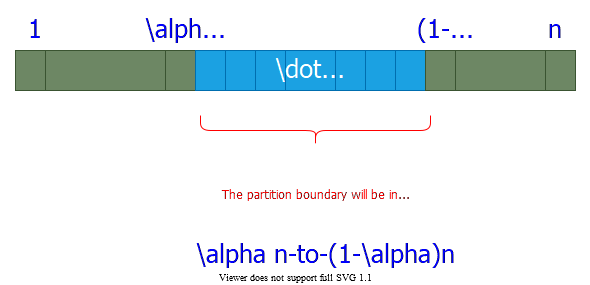 1 \alph... (1-... n
\dot...
The partition boundary will be in...
\alpha n-to-(1-\alpha)n
Viewer does not support full SVG 1.1